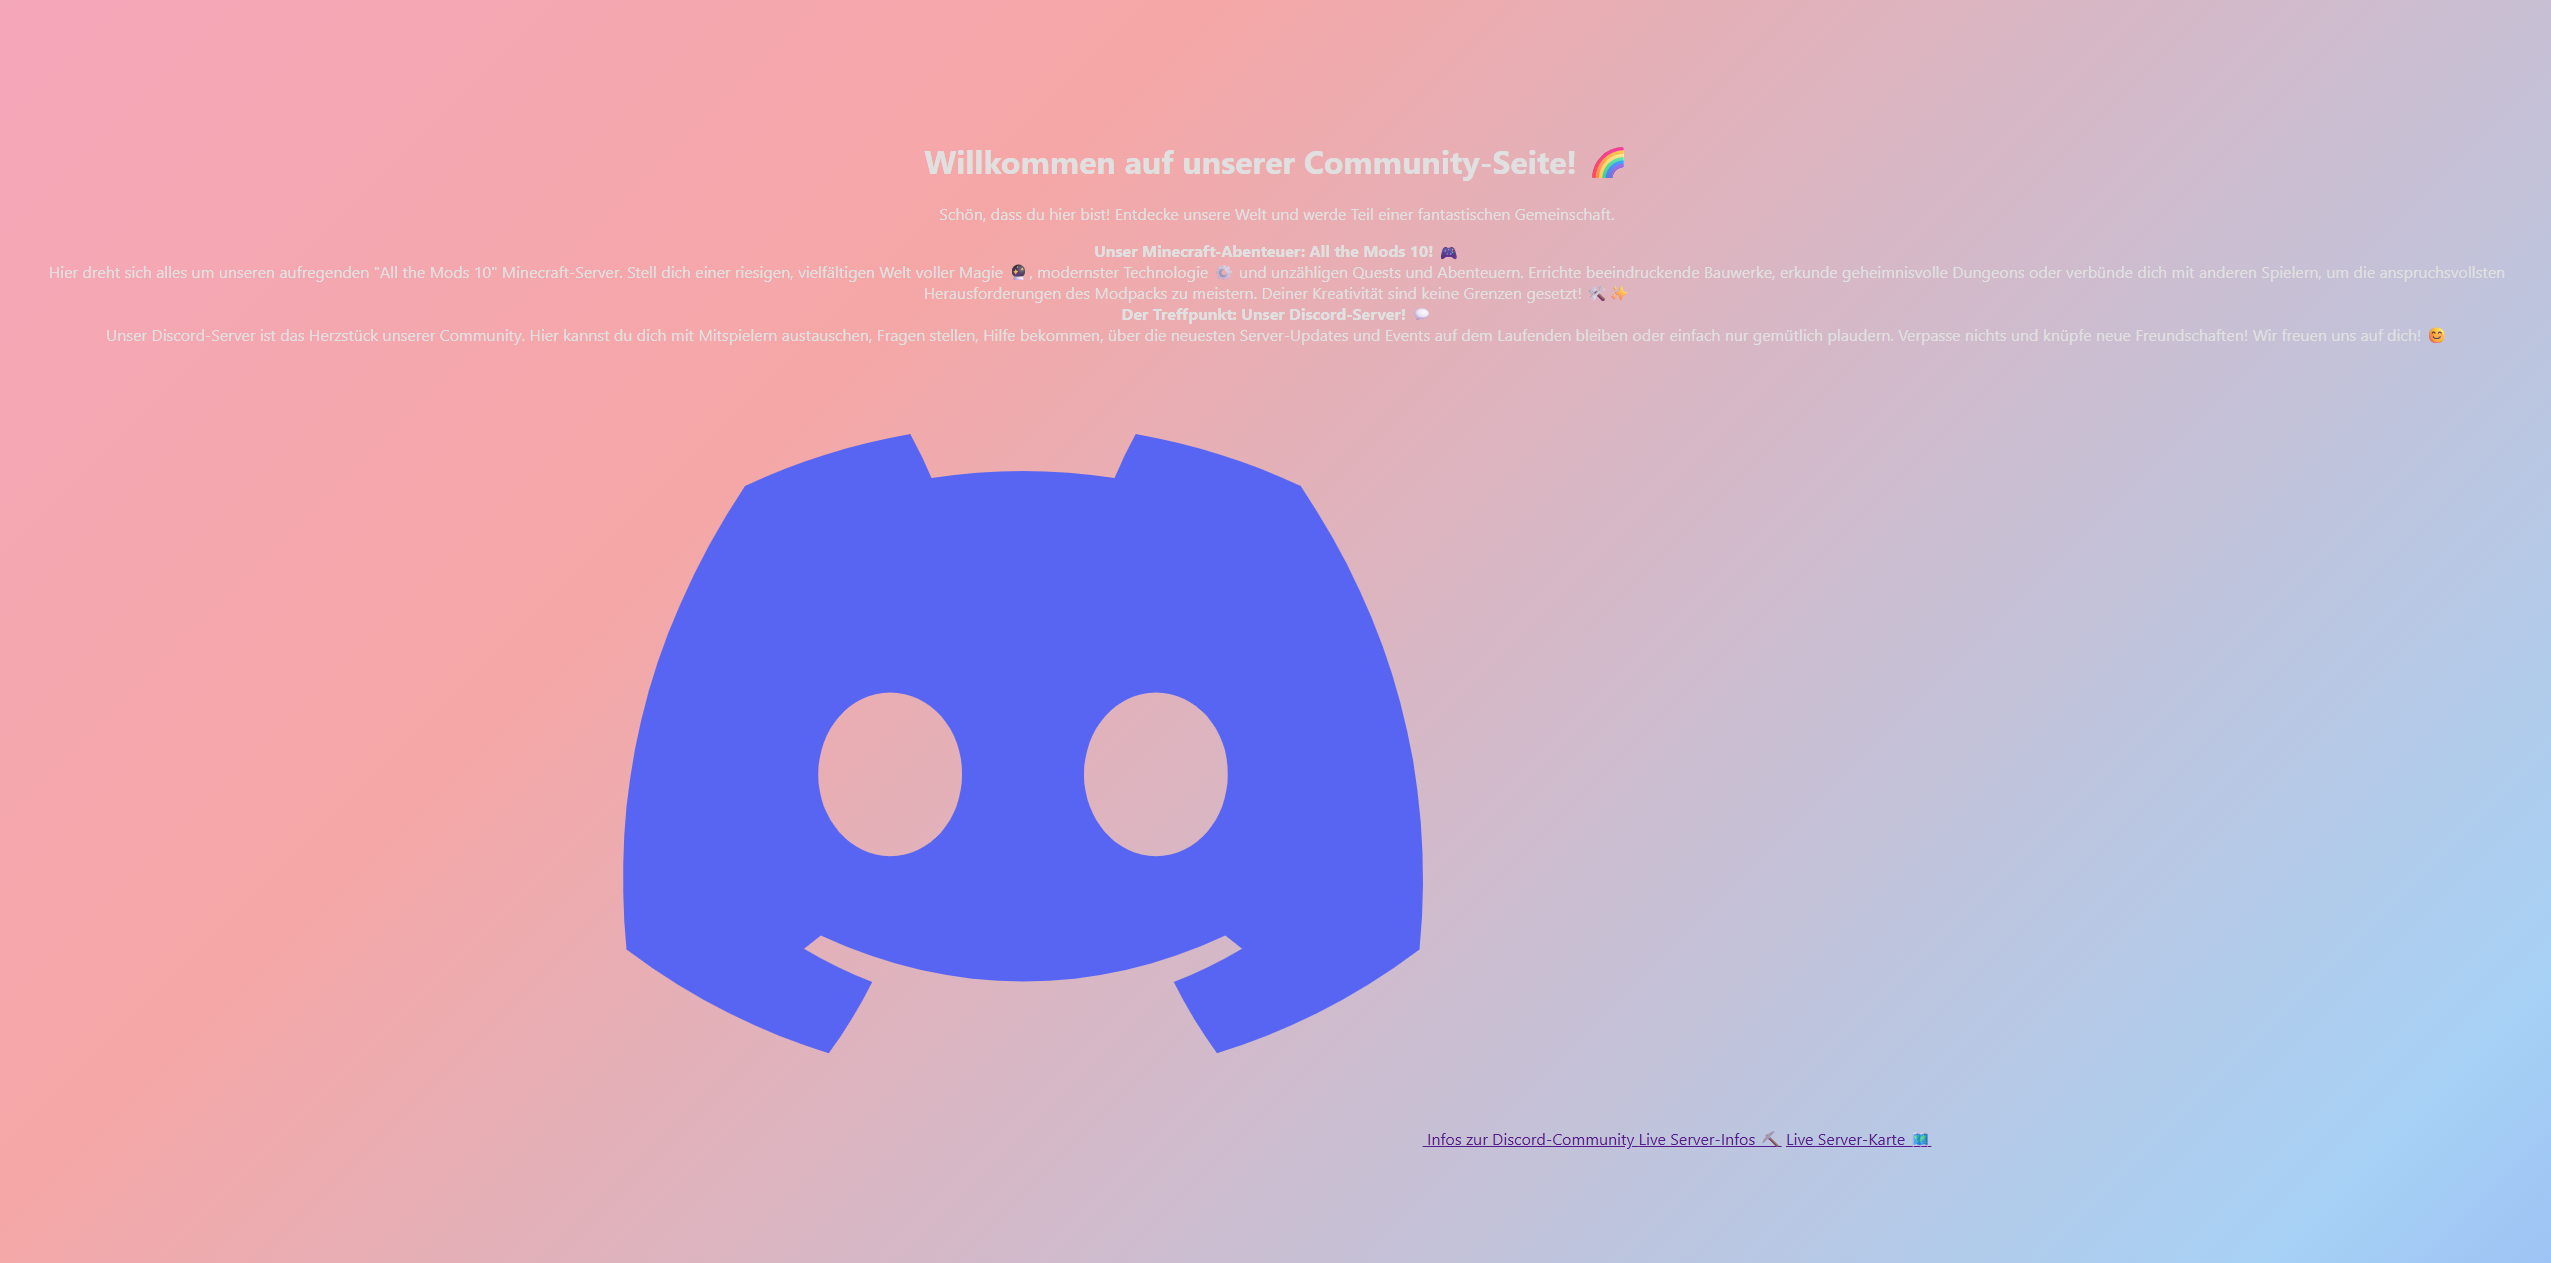 Willkommen auf unserer Community-Seite! 🌈
Schön, dass du hier bist! Entdecke unsere Welt und werde Teil einer fantastischen Gemeinschaft.
Unser Minecraft-Abenteuer: All the Mods 10! 🎮
Hier dreht sich alles um unseren aufregenden "All the Mods 10" Minecraft-Server. Stell dich einer riesigen, vielfältigen Welt voller Magie 🔮, modernster Technologie ⚙️ und unzähligen Quests und Abenteuern. Errichte beeindruckende Bauwerke, erkunde geheimnisvolle Dungeons oder verbünde dich mit anderen Spielern, um die anspruchsvollsten
Herausforderungen des Modpacks zu meistern. Deiner Kreativität sind keine Grenzen gesetzt! 🛠️✨
Der Treffpunkt: Unser Discord-Server! 💬
Unser Discord-Server ist das Herzstück unserer Community. Hier kannst du dich mit Mitspielern austauschen, Fragen stellen, Hilfe bekommen, über die neuesten Server-Updates und Events auf dem Laufenden bleiben oder einfach nur gemütlich plaudern. Verpasse nichts und knüpfe neue Freundschaften! Wir freuen uns auf dich! 😊
Infos zur Discord-Community Live Server-Infos ⛏️ Live Server-Karte 🗺️